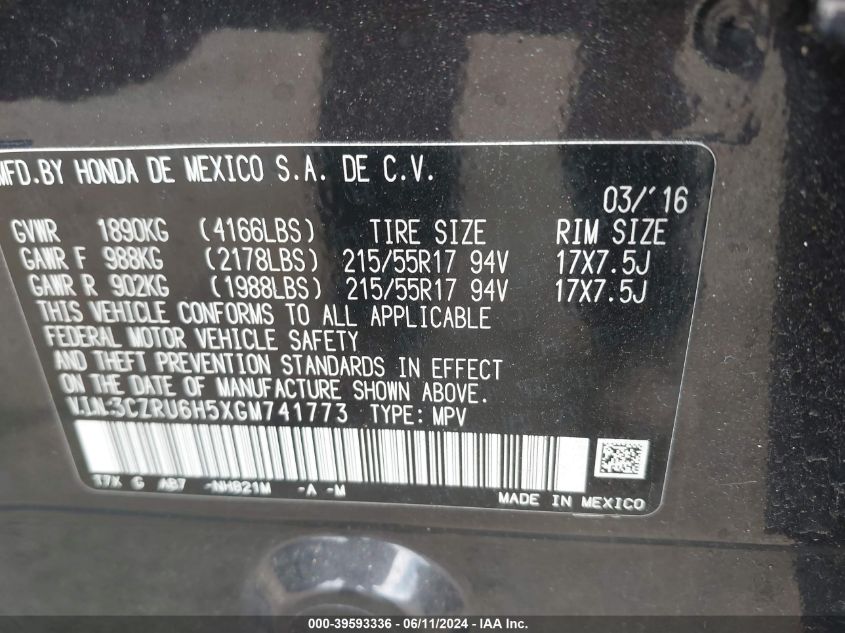 MFD.BY HONDA DE MEXICO S.A. DE C.V.
03/'16
GVWR 1890KG (4166LBS) TIRE SIZE RIM SIZE
GAWR F 988KG (2178LBS) 215/55R17 94V 17X7.5J
GAWR R 902KG (1988LBS) 215/55R17 94V 17X7.5J
THIS VEHICLE CONFORMS TO ALL APPLICABLE
FEDERAL MOTOR VEHICLE SAFETY
AND THEFT PREVENTION STANDARDS IN EFFECT
ON THE DATE OF MANUFACTURE SHOWN ABOVE.
V.I.N:3CZRU6H5XGM741773 TYPE: MPV
T7X G AB7 -NH821M -A -M
MADE IN MEXICO
000-39593336 - 06/11/2024 - IAA Inc.